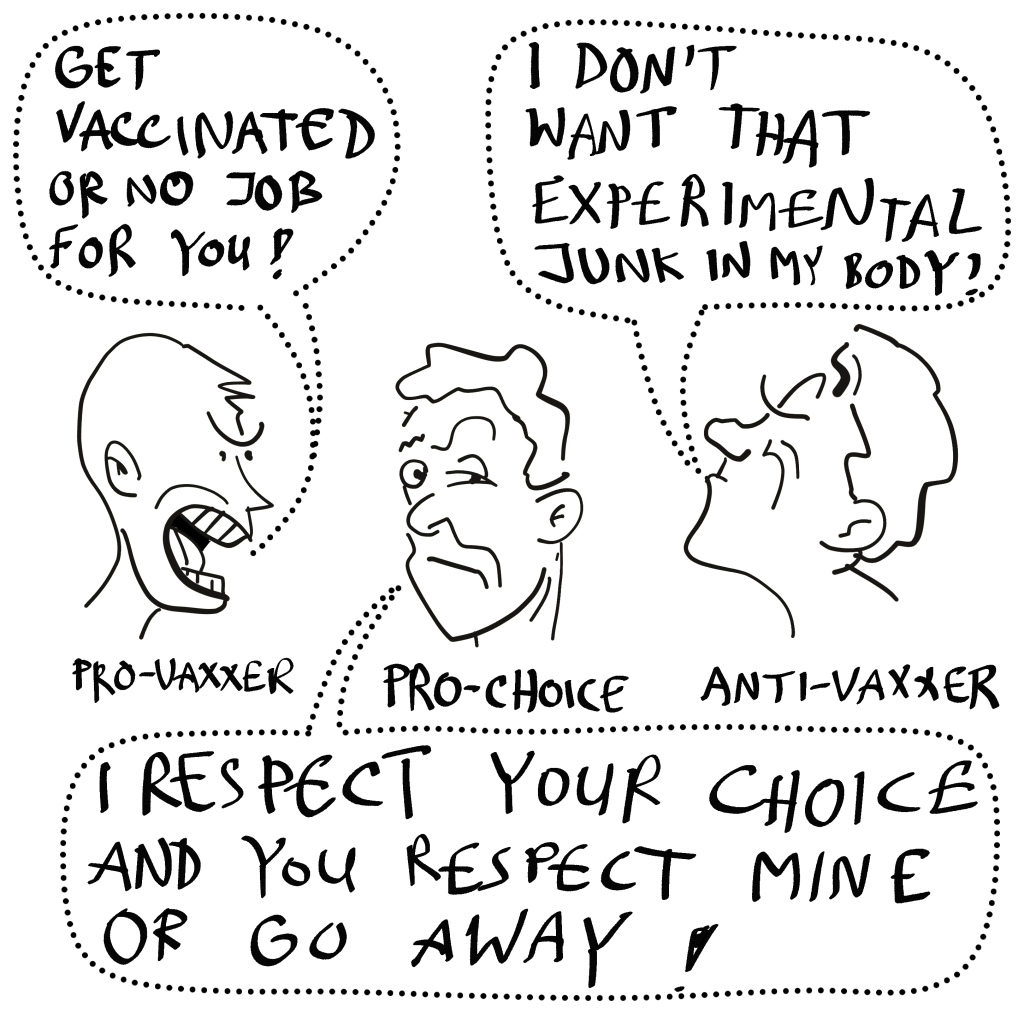 GET
VACCINATED
OR NO JOB
FOR YOU!
I DON'T
WANT THAT
EXPERIMENTAL
JUNK IN MY BODY!
PRO-VAXXER
PRO-CHOICE
ANTI-VAXXER
I RESPECT YOUR CHOICE
AND YOU RESPECT MINE
OR GO AWAY!